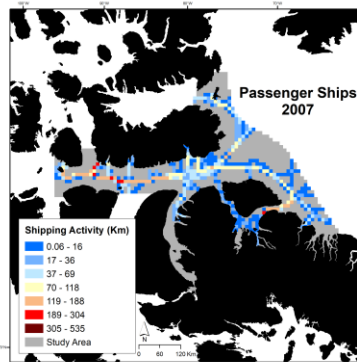 Passenger Ships
2007
Shipping Activity (Km)
0.06 - 16
17 - 36
37 - 69
70 - 118
119 - 188
189 - 304
305 - 535
Study Area
N
0 60 120 Km